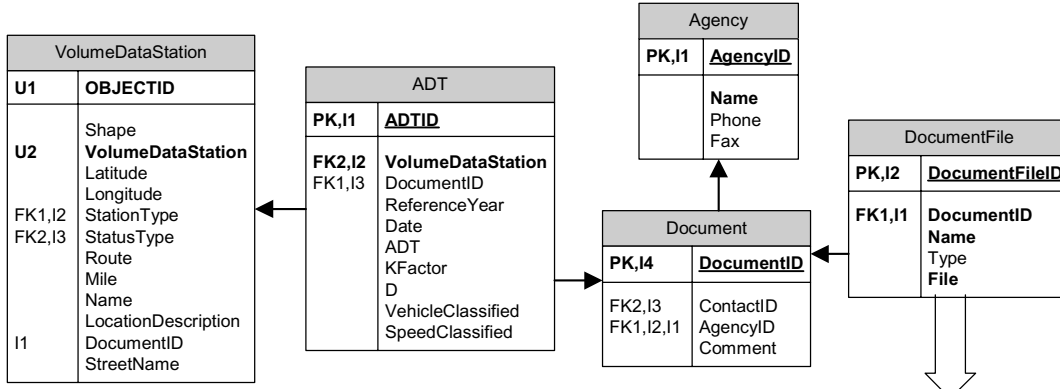 VolumeDataStation
U1 OBJECTID
Shape
U2 VolumeDataStation
Latitude
Longitude
FK1,I2 StationType
FK2,I3 StatusType
Route
Mile
Name
LocationDescription
I1 DocumentID
StreetName
ADT
PK,I1 ADTID
FK2,I2 VolumeDataStation
FK1,I3 DocumentID
ReferenceYear
Date
ADT
KFactor
D
VehicleClassified
SpeedClassified
Agency
PK,I1 AgencyID
Name
Phone
Fax
Document
PK,I4 DocumentID
FK2,I3 ContactID
FK1,I2,I1 AgencyID
Comment
DocumentFile
PK,I2 DocumentFileID
FK1,I1 DocumentID
Name
Type
File